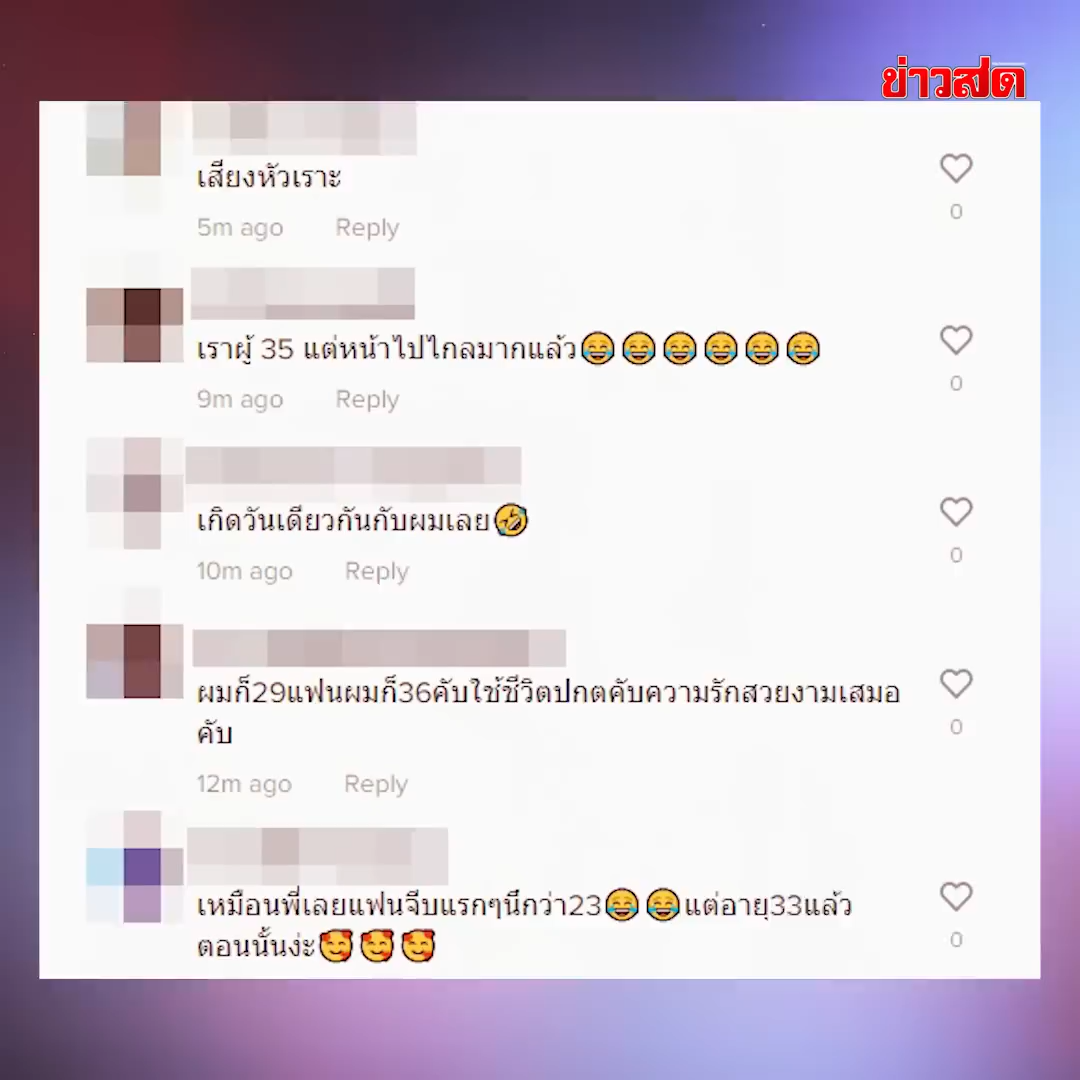 ข่าวสด
เสียงหัวเราะ
0
5m ago Reply
เราผู้ 35 แต่หน้าไปไกลมากแล้ว😂😂😂😂😂😂
0
9m ago Reply
เกิดวันเดียวกันกับผมเลย🤣
0
10m ago Reply
ผมก็29แฟนผมก็36คับใช้ชีวิตปกตคับความรักสวยงามเสมอ
คับ
0
12m ago Reply
เหมือนพี่เลยแฟนจีบแรกๆนึกว่า23😂😂แต่อายุ33แล้ว
ตอนนั้นง่ะ🥰🥰🥰
0